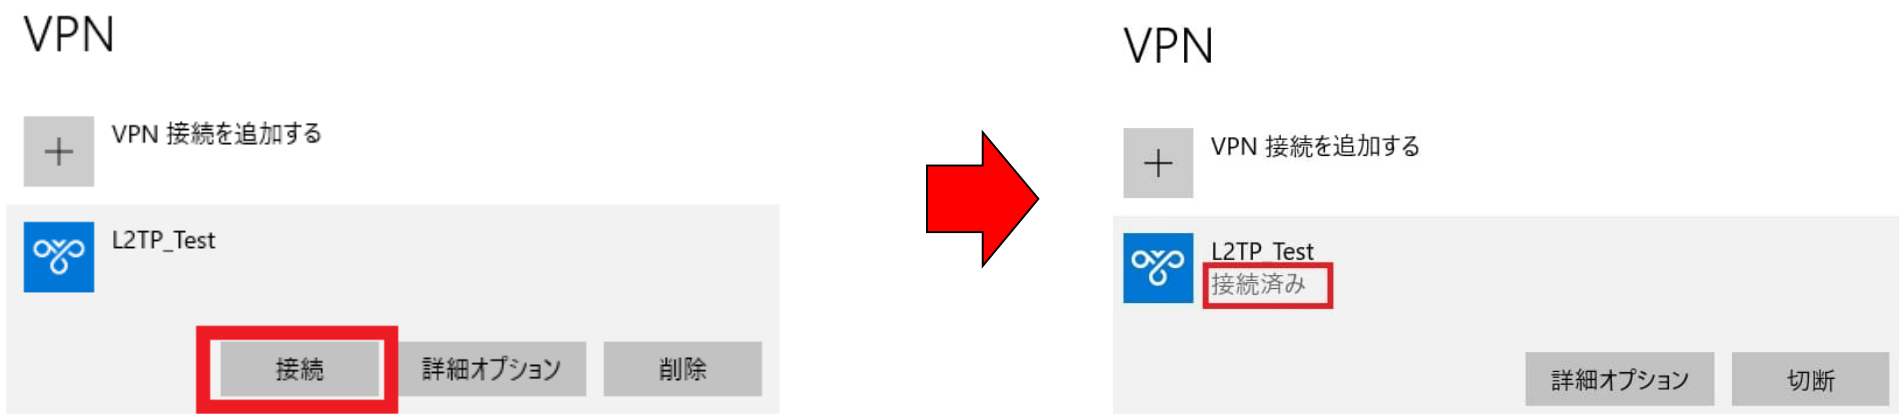 VPN
VPN 接続を追加する
L2TP_Test
接続
詳細オプション
削除
VPN
VPN 接続を追加する
L2TP_Test
接続済み
詳細オプション
切断